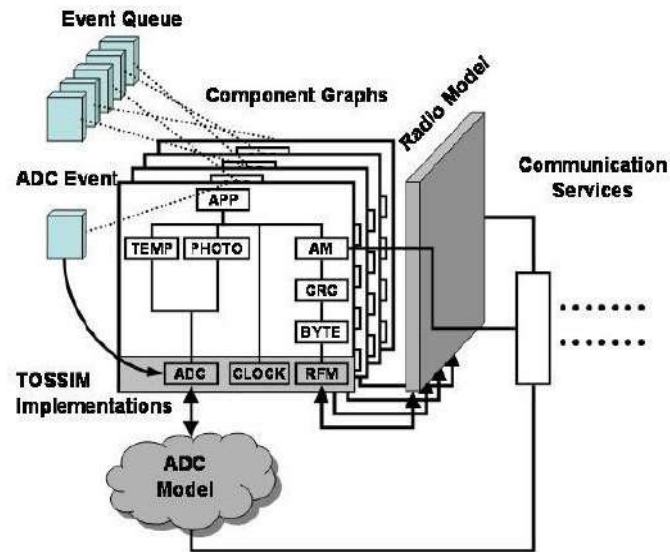 Event Queue
Component Graphs
Radio Model
Communication
Services
ADC Event
APP
TEMP
PHOTO
AM
CRC
BYTE
ADC
CLOCK
RFM
TOSSIM
Implementations
ADC
Model